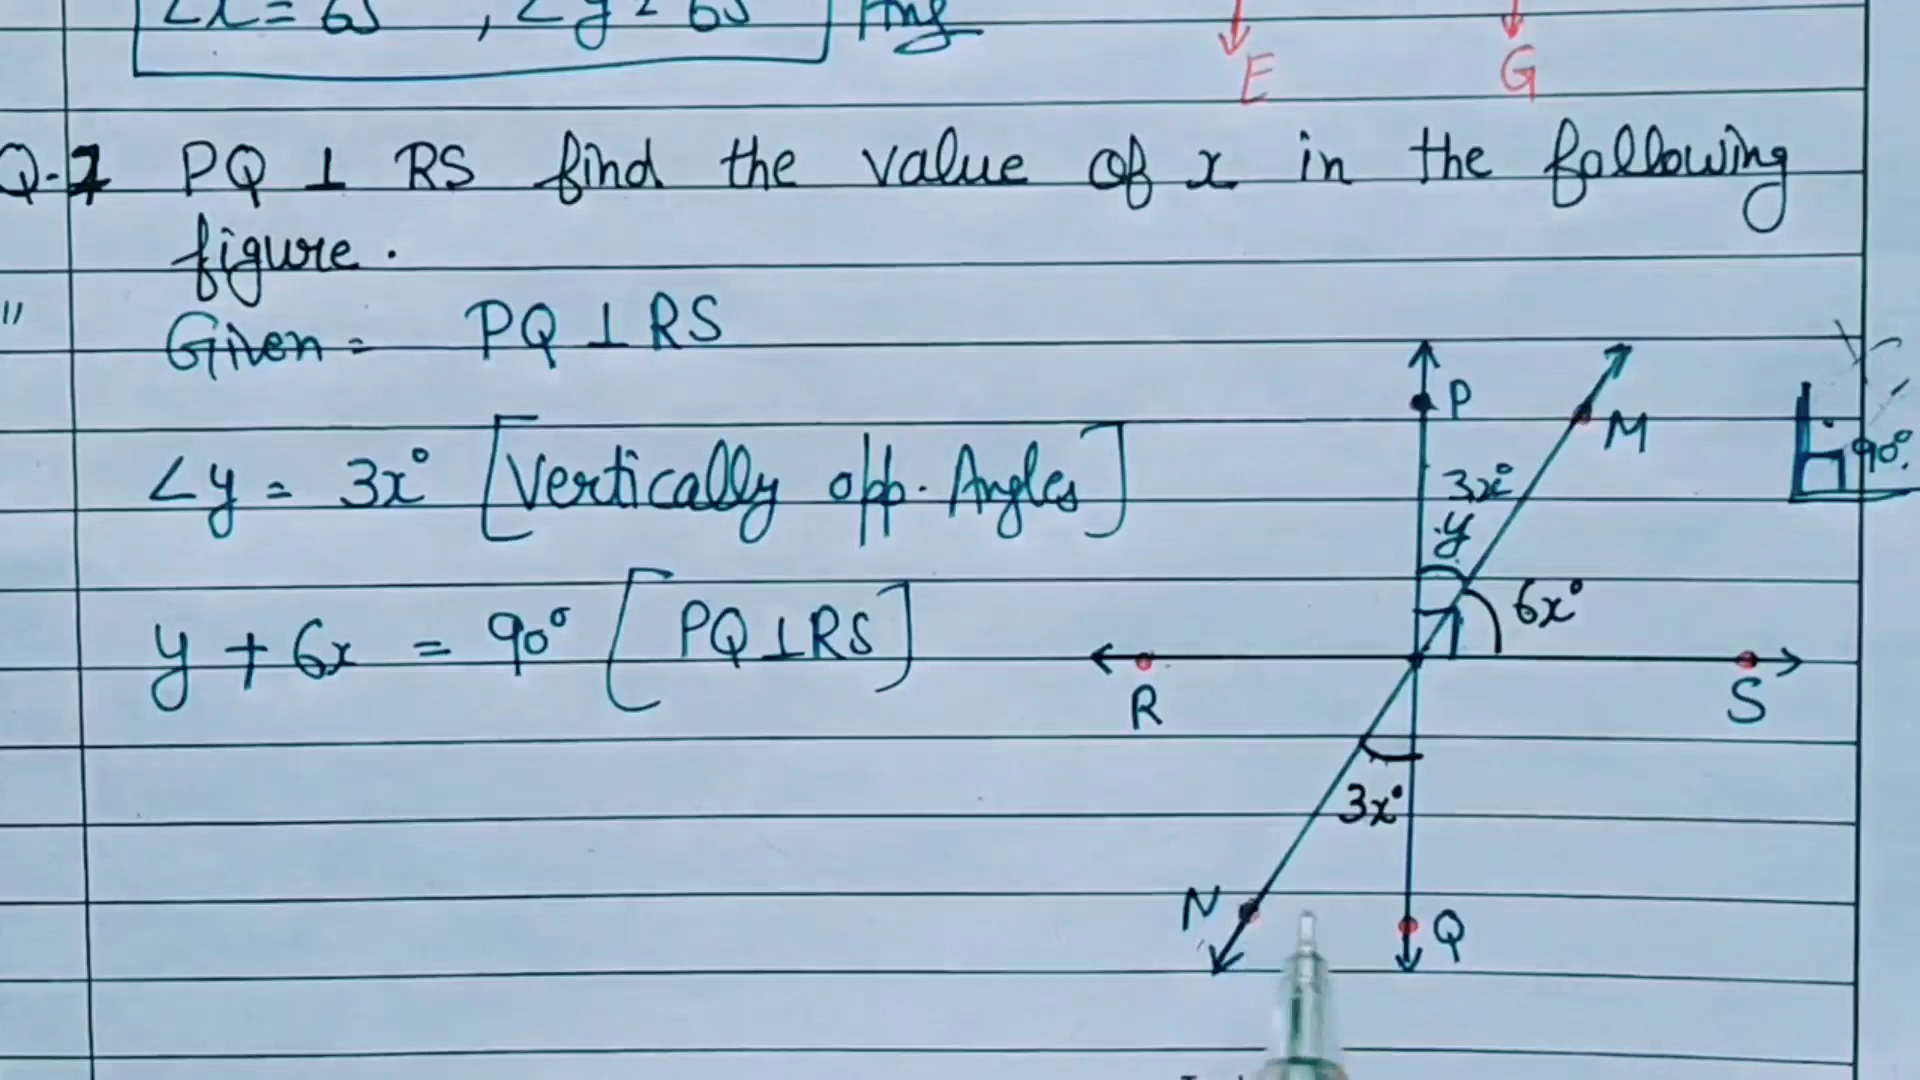 Ans
E
G
Q-7 PQ ⊥ RS find the value of x in the following
figure.
Given = PQ ⊥ RS
∠y = 3x° [Vertically opp. Angles]
y + 6x = 90° [PQ ⊥ RS]
P
M
90°
3x°
y
6x°
R
S
3x°
N
Q